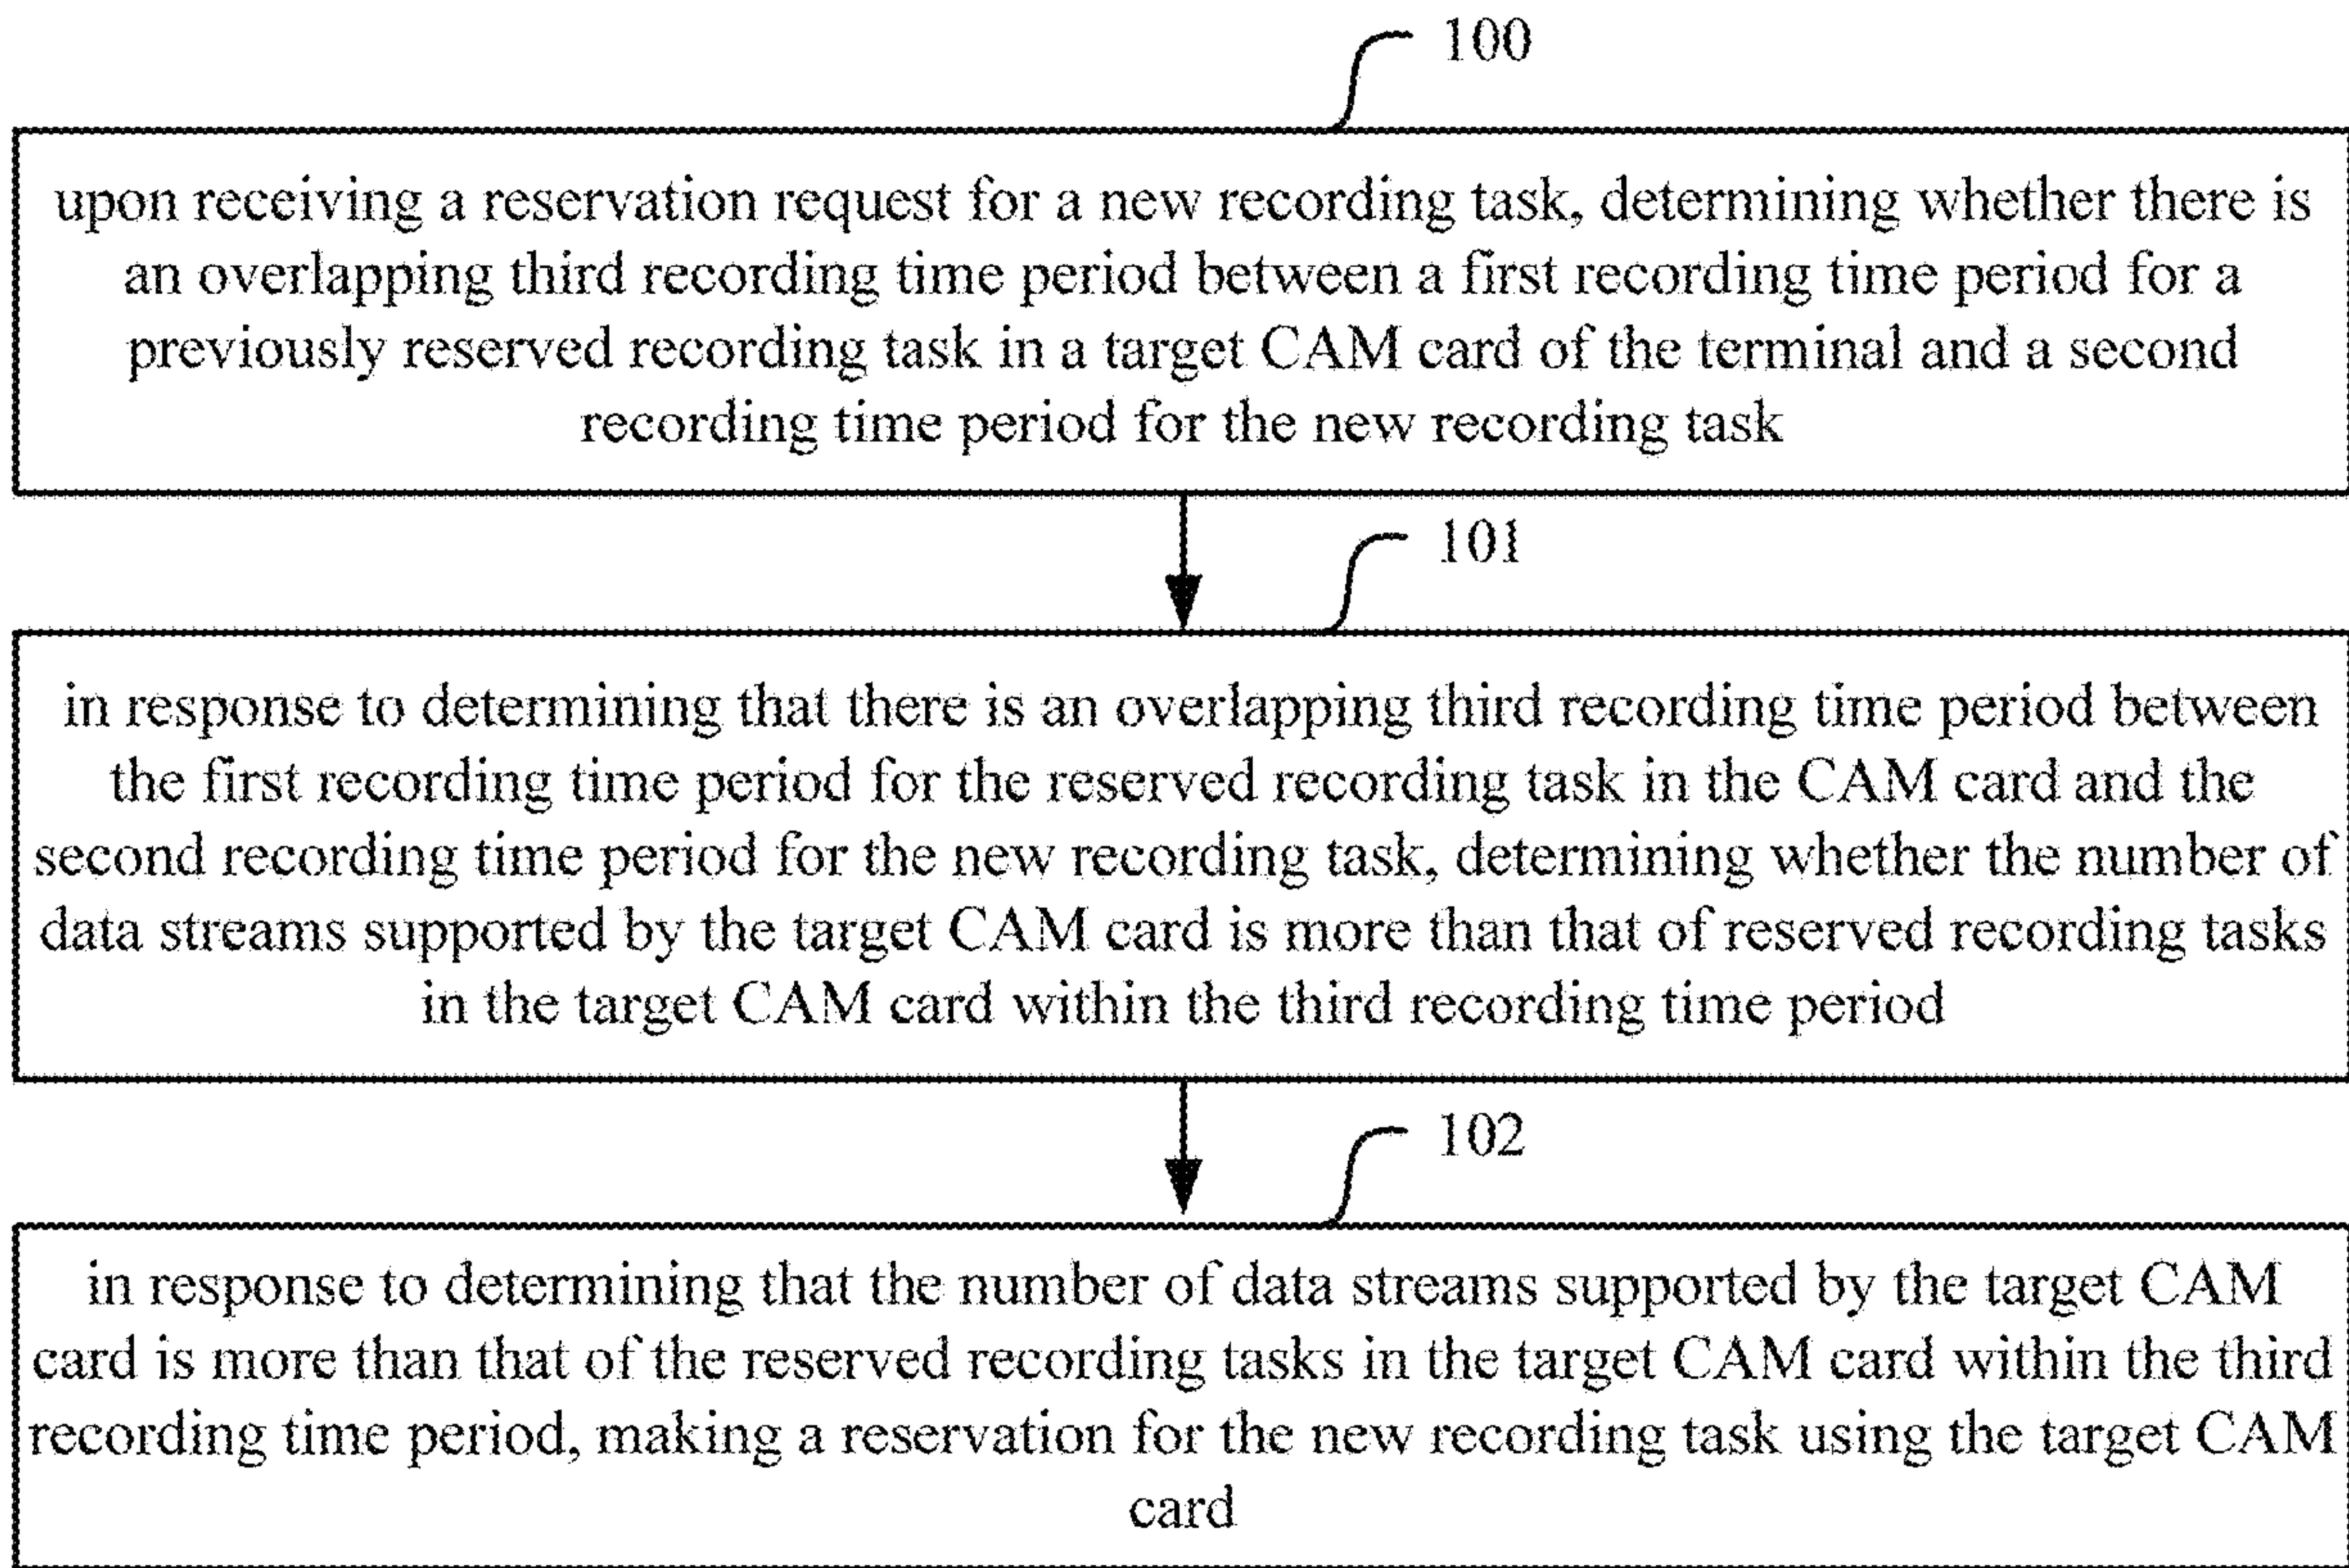 100
upon receiving a reservation request for a new recording task, determining whether there is
an overlapping third recording time period between a first recording time period for a
previously reserved recording task in a target CAM card of the terminal and a second
recording time period for the new recording task
101
in response to determining that there is an overlapping third recording time period between
the first recording time period for the reserved recording task in the CAM card and the
second recording time period for the new recording task, determining whether the number of
data streams supported by the target CAM card is more than that of reserved recording tasks
in the target CAM card within the third recording time period
102
in response to determining that the number of data streams supported by the target CAM
card is more than that of the reserved recording tasks in the target CAM card within the third
recording time period, making a reservation for the new recording task using the target CAM
card